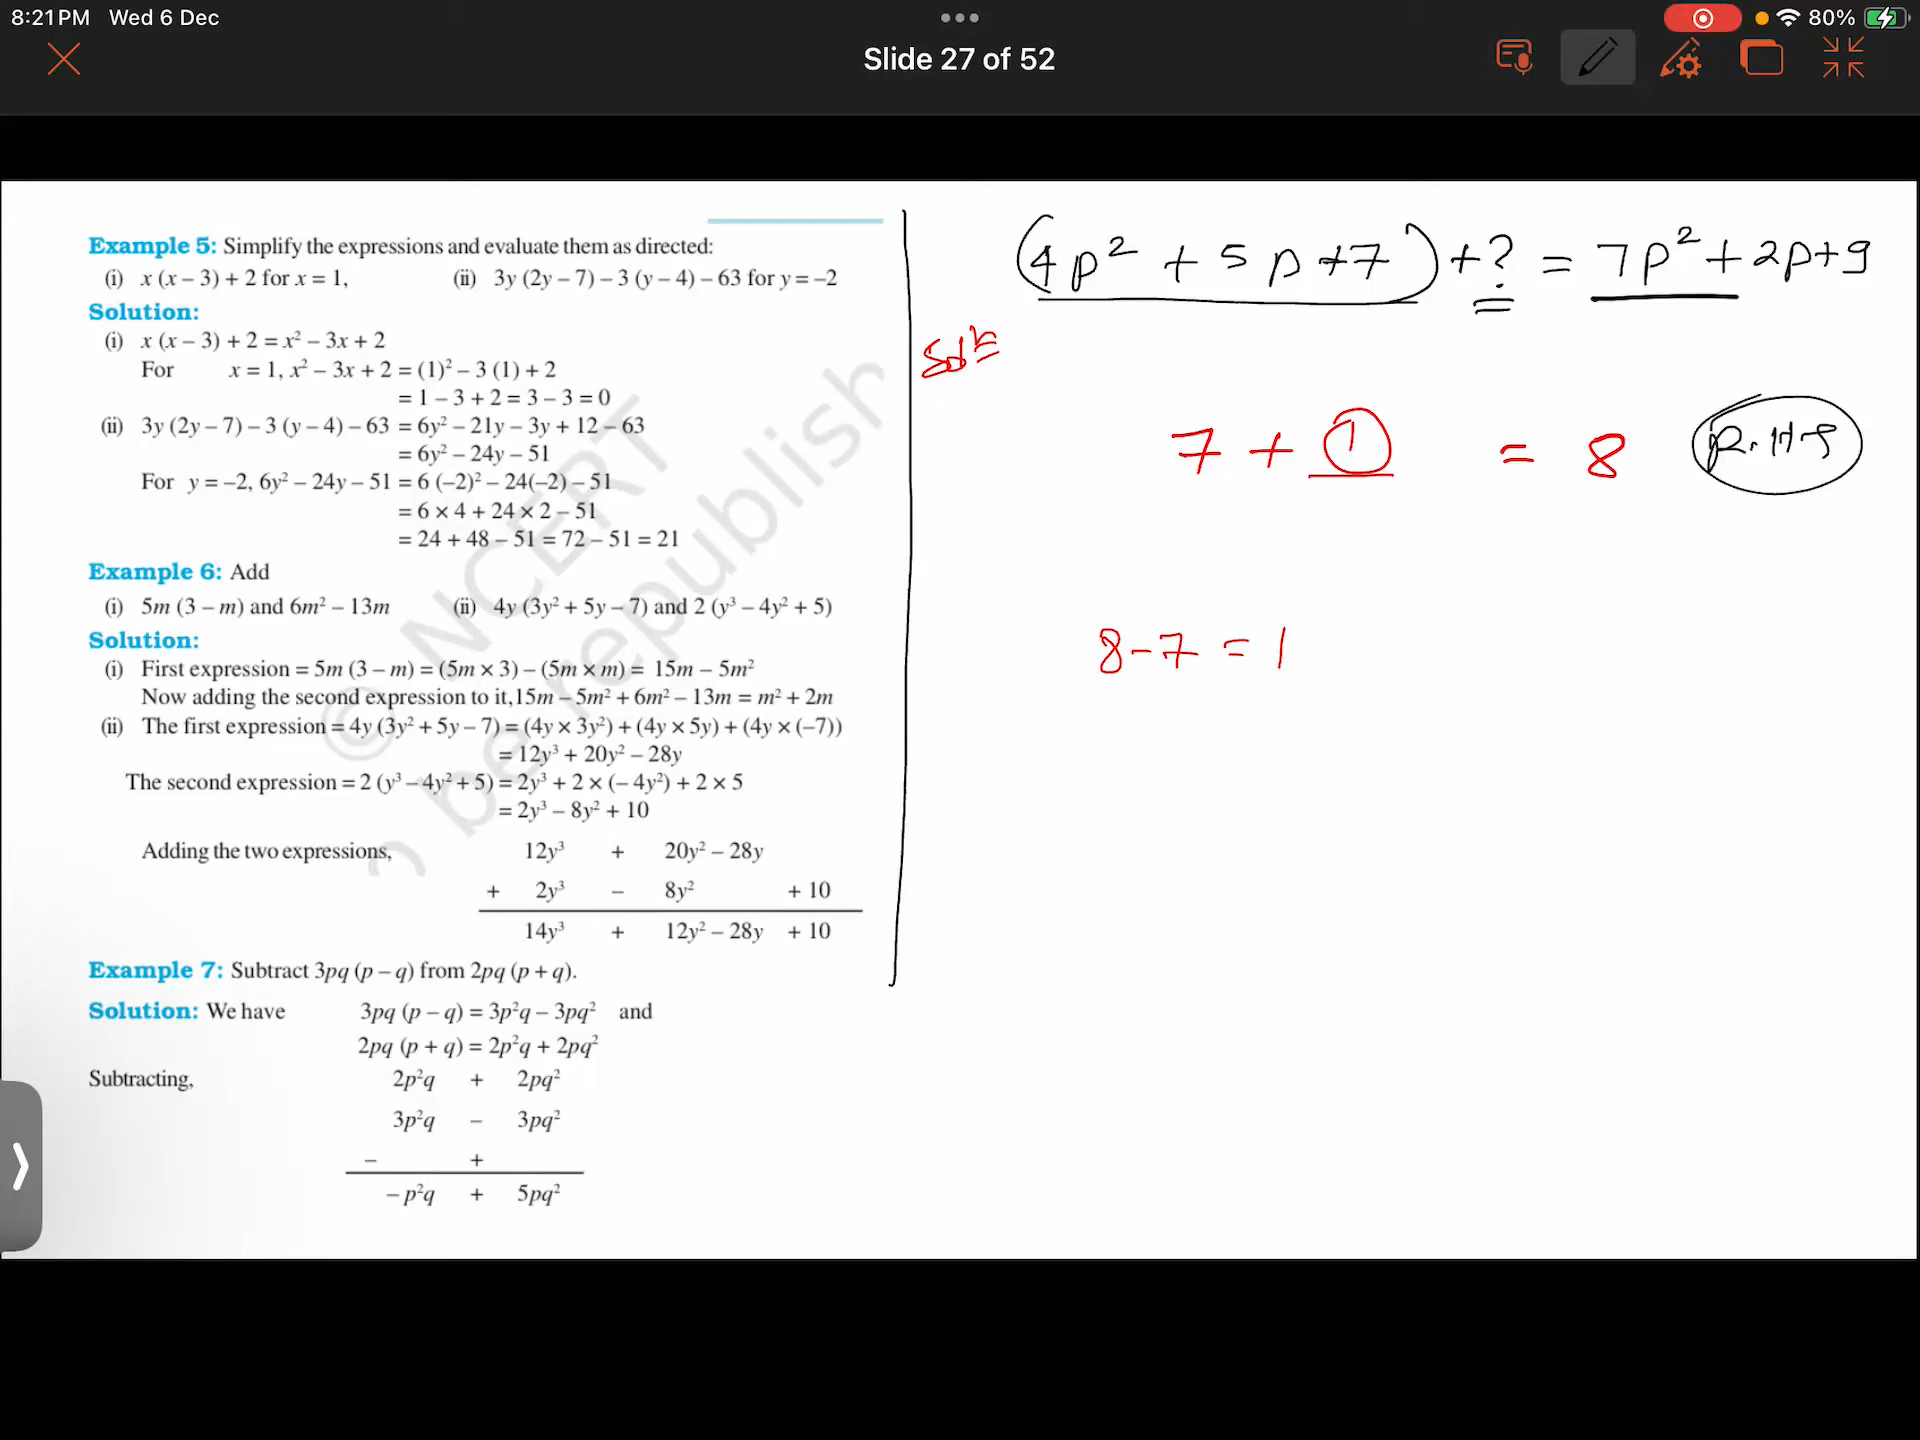 8:21 PM Wed 6 Dec
80%
Slide 27 of 52
Example 5: Simplify the expressions and evaluate them as directed:
(i) x (x – 3) + 2 for x = 1, (ii) 3y (2y – 7) – 3 (y – 4) – 63 for y = –2
Solution:
(i) x (x – 3) + 2 = x² – 3x + 2
For x = 1, x² – 3x + 2 = (1)² – 3 (1) + 2
= 1 – 3 + 2 = 3 – 3 = 0
(ii) 3y (2y – 7) – 3 (y – 4) – 63 = 6y² – 21y – 3y + 12 – 63
= 6y² – 24y – 51
For y = –2, 6y² – 24y – 51 = 6 (–2)² – 24(–2) – 51
= 6 × 4 + 24 × 2 – 51
= 24 + 48 – 51 = 72 – 51 = 21
Example 6: Add
(i) 5m (3 – m) and 6m² – 13m (ii) 4y (3y² + 5y – 7) and 2 (y³ – 4y² + 5)
Solution:
(i) First expression = 5m (3 – m) = (5m × 3) – (5m × m) = 15m – 5m²
Now adding the second expression to it,15m – 5m² + 6m² – 13m = m² + 2m
(ii) The first expression = 4y (3y² + 5y – 7) = (4y × 3y²) + (4y × 5y) + (4y × (–7))
= 12y³ + 20y² – 28y
The second expression = 2 (y³ – 4y² + 5) = 2y³ + 2 × (– 4y²) + 2 × 5
= 2y³ – 8y² + 10
Adding the two expressions, 12y³ + 20y² – 28y
+ 2y³ – 8y² + 10
14y³ + 12y² – 28y + 10
Example 7: Subtract 3pq (p – q) from 2pq (p + q).
Solution: We have 3pq (p – q) = 3p²q – 3pq² and
2pq (p + q) = 2p²q + 2pq²
Subtracting, 2p²q + 2pq²
3p²q – 3pq²
– +
– p²q + 5pq²
© NCERT
be republish
(4p² + 5p + 7) + ? = 7p² + 2p + 9
7 + 1 = 8
8 - 7 = 1